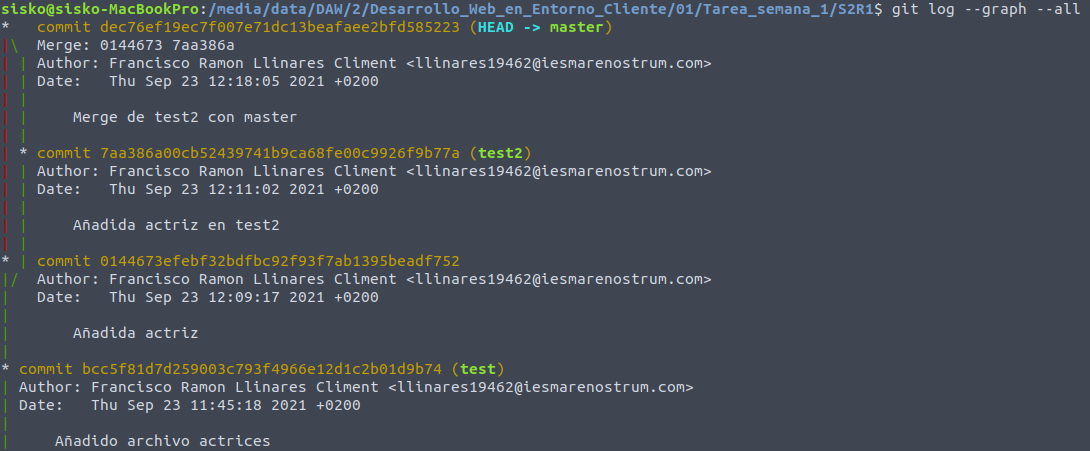 sisko@sisko-MacBookPro:/media/data/DAW/2/Desarrollo_Web_en_Entorno_Cliente/01/Tarea_semana_1/S2R1$ git log --graph --all
*   commit dec76ef19ec7f007e71dc13beafaee2bfd585223 (HEAD -> master)
|\  Merge: 0144673 7aa386a
| | Author: Francisco Ramon Llinares Climent <llinares19462@iesmarenostrum.com>
| | Date:   Thu Sep 23 12:18:05 2021 +0200
| |
| |     Merge de test2 con master
| |
| * commit 7aa386a00cb52439741b9ca68fe00c9926f9b77a (test2)
| | Author: Francisco Ramon Llinares Climent <llinares19462@iesmarenostrum.com>
| | Date:   Thu Sep 23 12:11:02 2021 +0200
| |
| |     Añadida actriz en test2
| |
* | commit 0144673efebf32bdfbc92f93f7ab1395beadf752
|/  Author: Francisco Ramon Llinares Climent <llinares19462@iesmarenostrum.com>
|   Date:   Thu Sep 23 12:09:17 2021 +0200
|
|       Añadida actriz
|
* commit bcc5f81d7d259003c793f4966e12d1c2b01d9b74 (test)
| Author: Francisco Ramon Llinares Climent <llinares19462@iesmarenostrum.com>
| Date:   Thu Sep 23 11:45:18 2021 +0200
|
|     Añadido archivo actrices